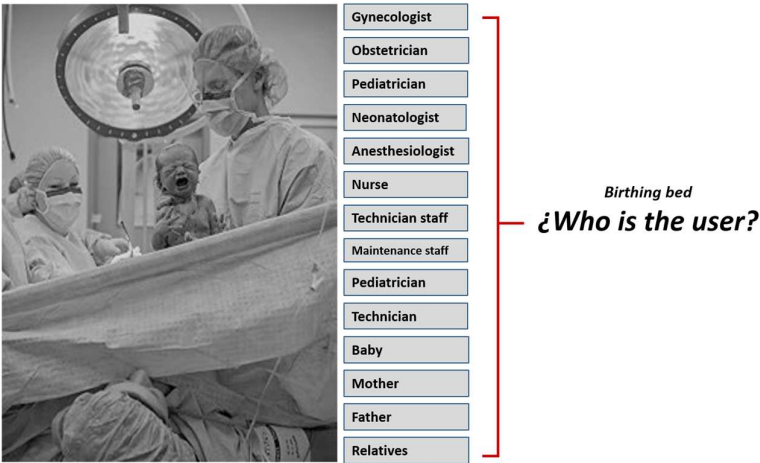 Gynecologist
Obstetrician
Pediatrician
Neonatologist
Anesthesiologist
Nurse
Technician staff
Maintenance staff
Pediatrician
Technician
Baby
Mother
Father
Relatives
Birthing bed
¿Who is the user?